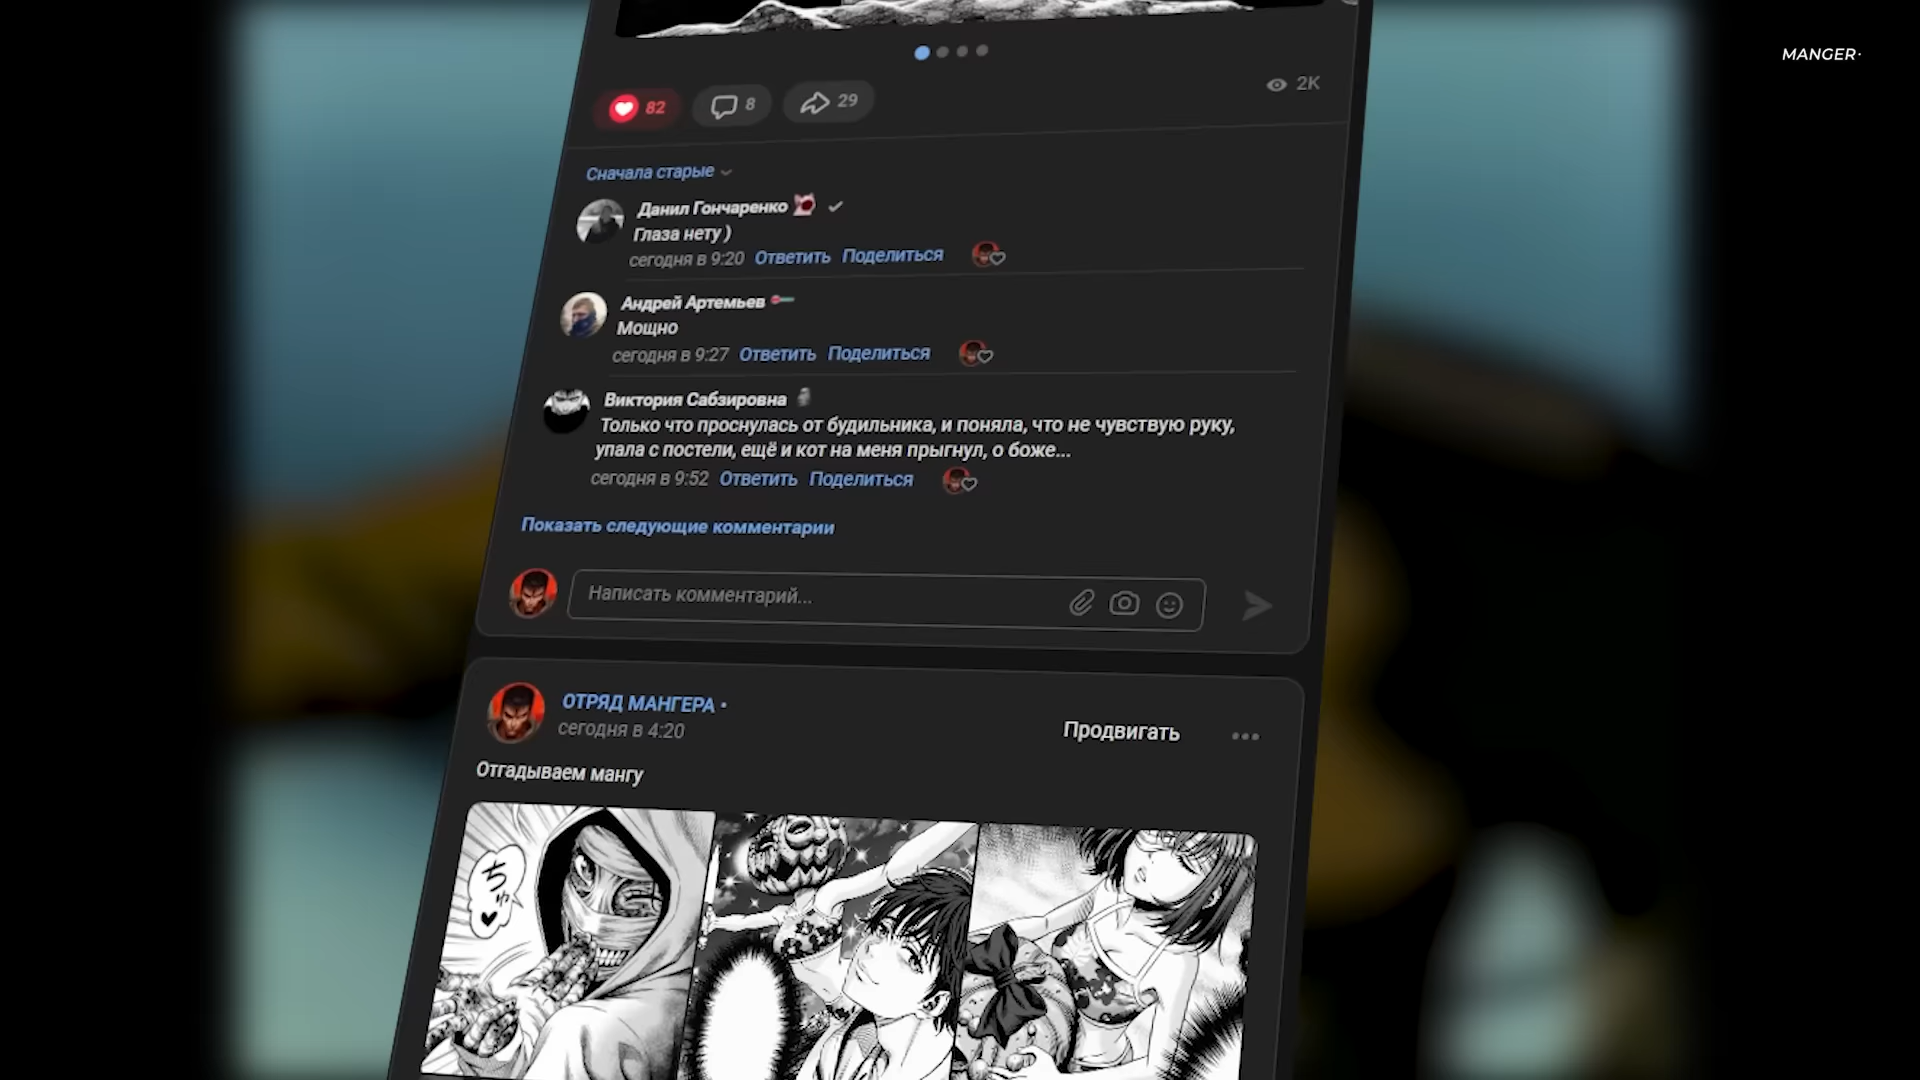 MANGER·
82
8
29
2K
Сначала старые
Данил Гончаренко
Глаза нету )
сегодня в 9:20 Ответить Поделиться
Андрей Артемьев
Мощно
сегодня в 9:27 Ответить Поделиться
Виктория Сабзировна
Только что проснулась от будильника, и поняла, что не чувствую руку,
упала с постели, ещё и кот на меня прыгнул, о боже...
сегодня в 9:52 Ответить Поделиться
Показать следующие комментарии
Написать комментарий...
ОТРЯД МАНГЕРА •
сегодня в 4:20
Продвигать
Отгадываем мангу
ちゅ